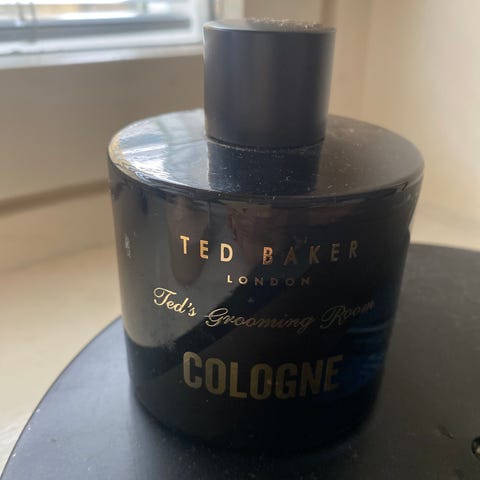 TED BAKER
LONDON
Ted's Grooming Room
COLOGNE